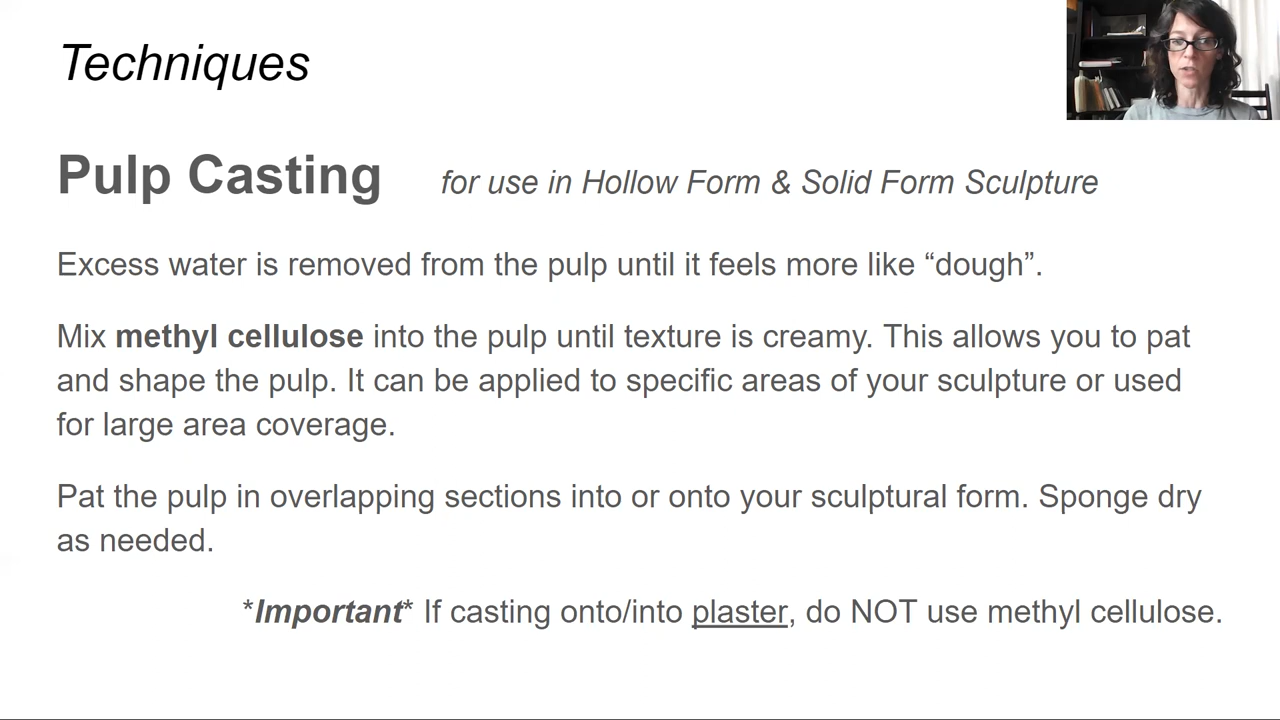 Techniques
Pulp Casting for use in Hollow Form & Solid Form Sculpture
Excess water is removed from the pulp until it feels more like “dough”.
Mix methyl cellulose into the pulp until texture is creamy. This allows you to pat
and shape the pulp. It can be applied to specific areas of your sculpture or used
for large area coverage.
Pat the pulp in overlapping sections into or onto your sculptural form. Sponge dry
as needed.
*Important* If casting onto/into plaster, do NOT use methyl cellulose.